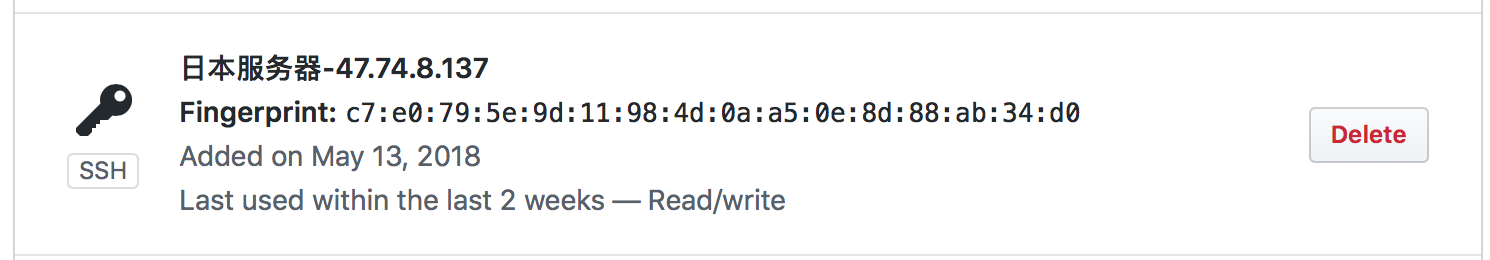 日本服务器-47.74.8.137
Fingerprint: c7:e0:79:5e:9d:11:98:4d:0a:a5:0e:8d:88:ab:34:d0
Added on May 13, 2018
Last used within the last 2 weeks — Read/write
SSH
Delete